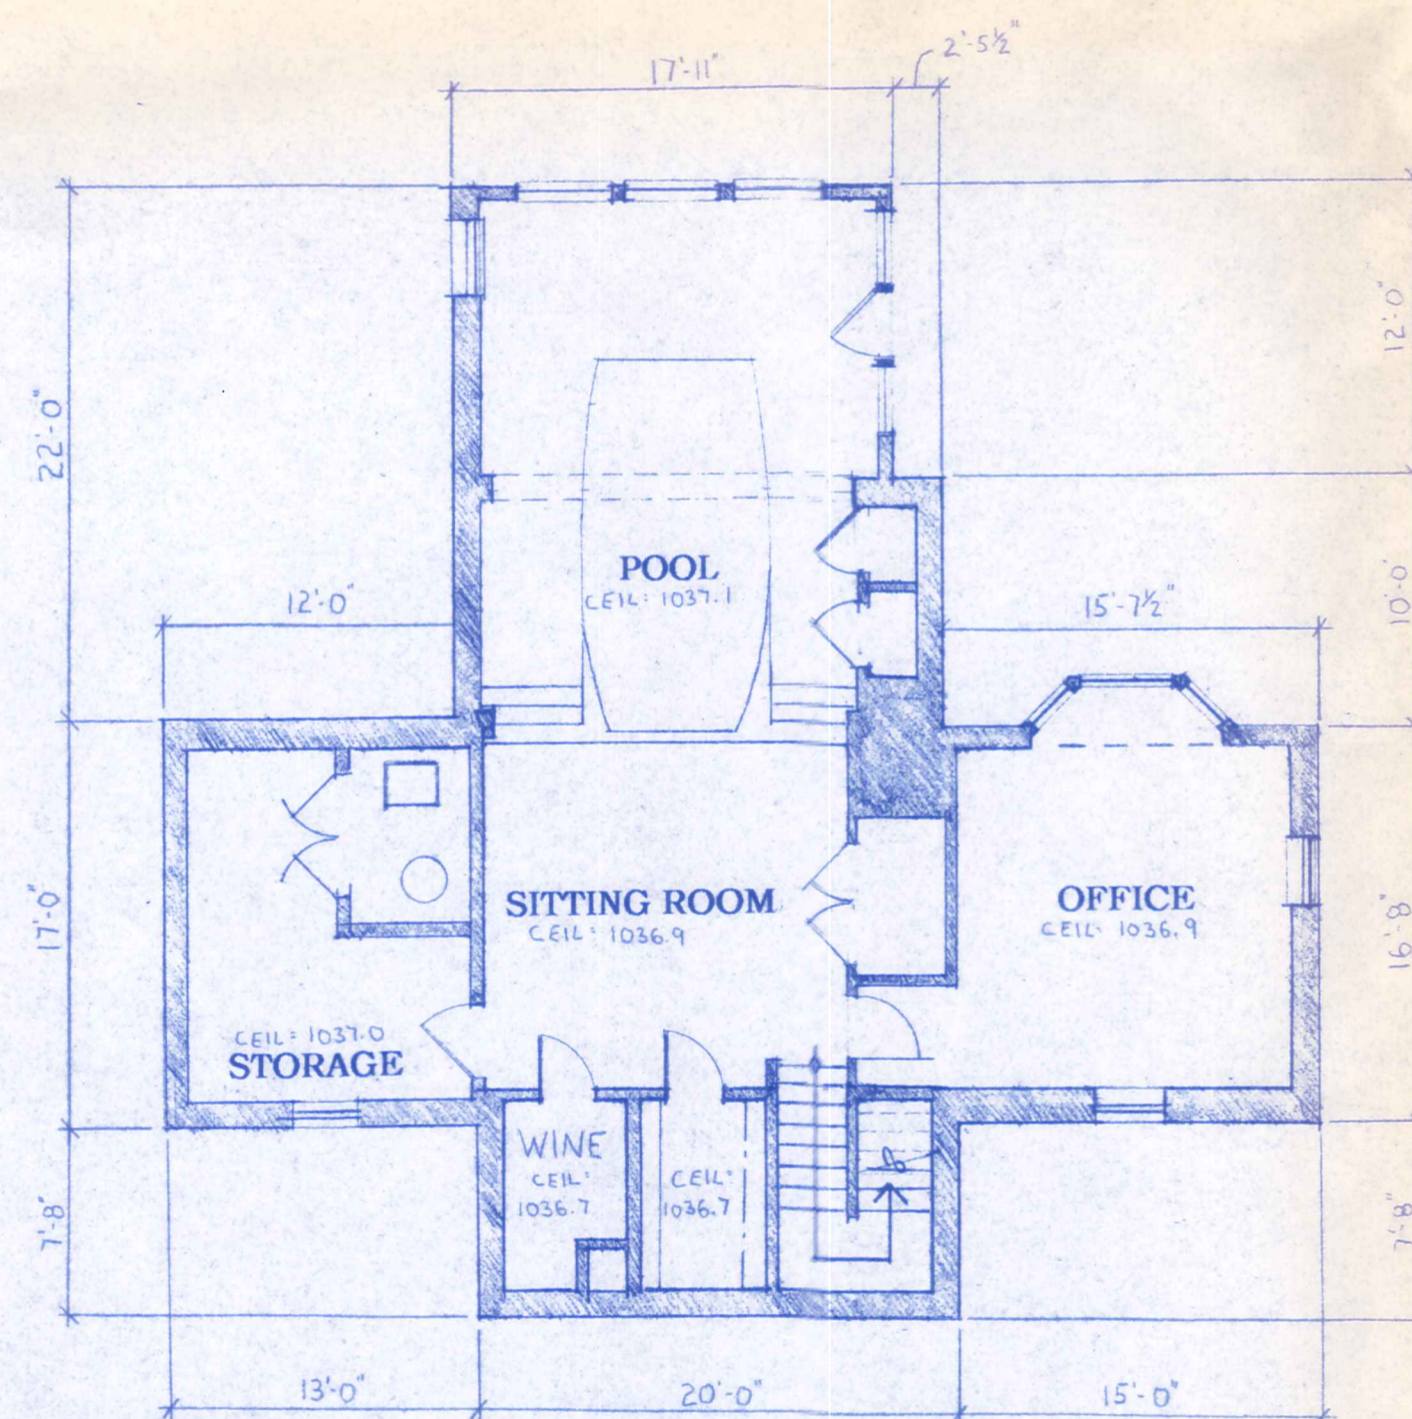 17'-11"
2'-5½"
12'-0"
22'-0"
POOL
CEIL: 1037.1
12'-0"
15'-7½"
10'-0
17'-0"
SITTING ROOM
CEIL: 1036.9
OFFICE
CEIL: 1036.9
16'-8"
CEIL: 1037.0
STORAGE
WINE
CEIL:
1036.7
CEIL:
1036.7
7'-8"
7'-8"
13'-0"
20'-0"
15'-0"